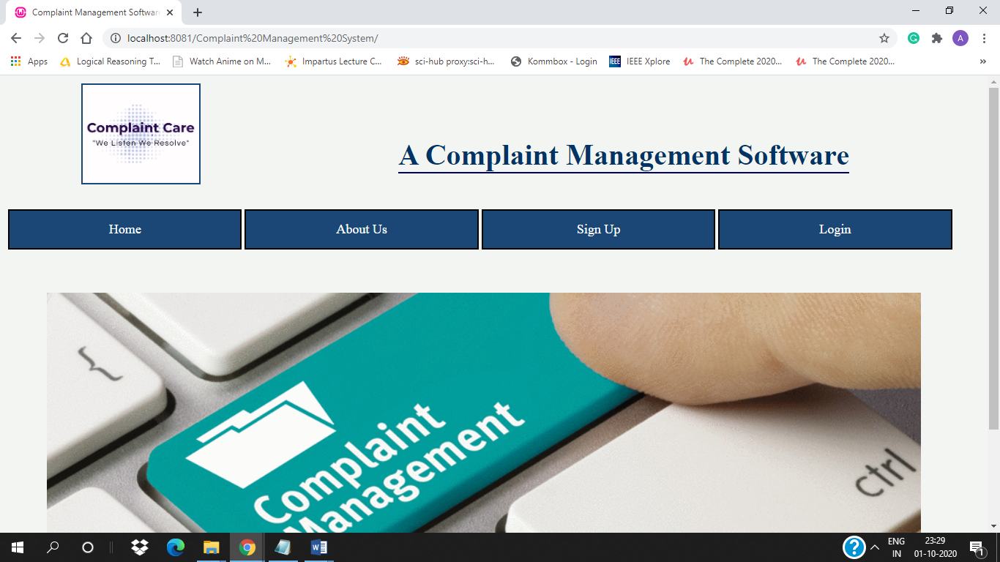 Complaint Management Softwar
localhost:8081/Complaint%20Management%20System/
G
A
Apps
Logical Reasoning T...
Watch Anime on M...
Impartus Lecture C...
sci-hub proxy:sci-h...
Kommbox - Login
IEEE
IEEE Xplore
The Complete 2020...
The Complete 2020...
»
Complaint Care
"We Listen We Resolve"
A Complaint Management Software
Home
About Us
Sign Up
Login
{
Complaint
Management
ctrl
W
?
ENG
IN
23:29
01-10-2020
1